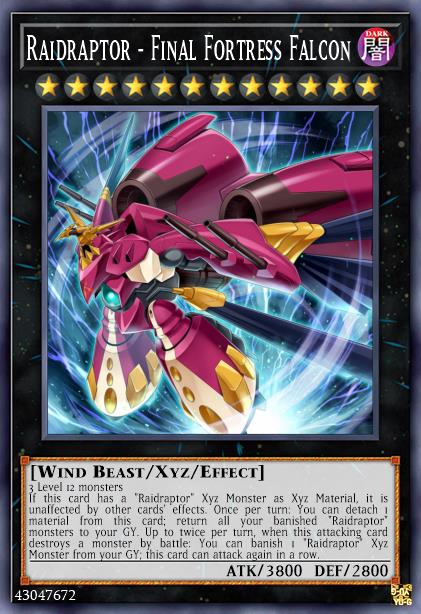 RAIDRAPTOR - FINAL FORTRESS FALCON
DARK
闇
[WIND BEAST/XYZ/EFFECT]
3 Level 12 monsters
If this card has a "Raidraptor" Xyz Monster as Xyz Material, it is
unaffected by other cards' effects. Once per turn: You can detach 1
material from this card; return all your banished "Raidraptor"
monsters to your GY. Up to twice per turn, when this attacking card
destroys a monster by battle: You can banish 1 "Raidraptor" Xyz
Monster from your GY; this card can attack again in a row.
ATK/3800 DEF/2800
43047672